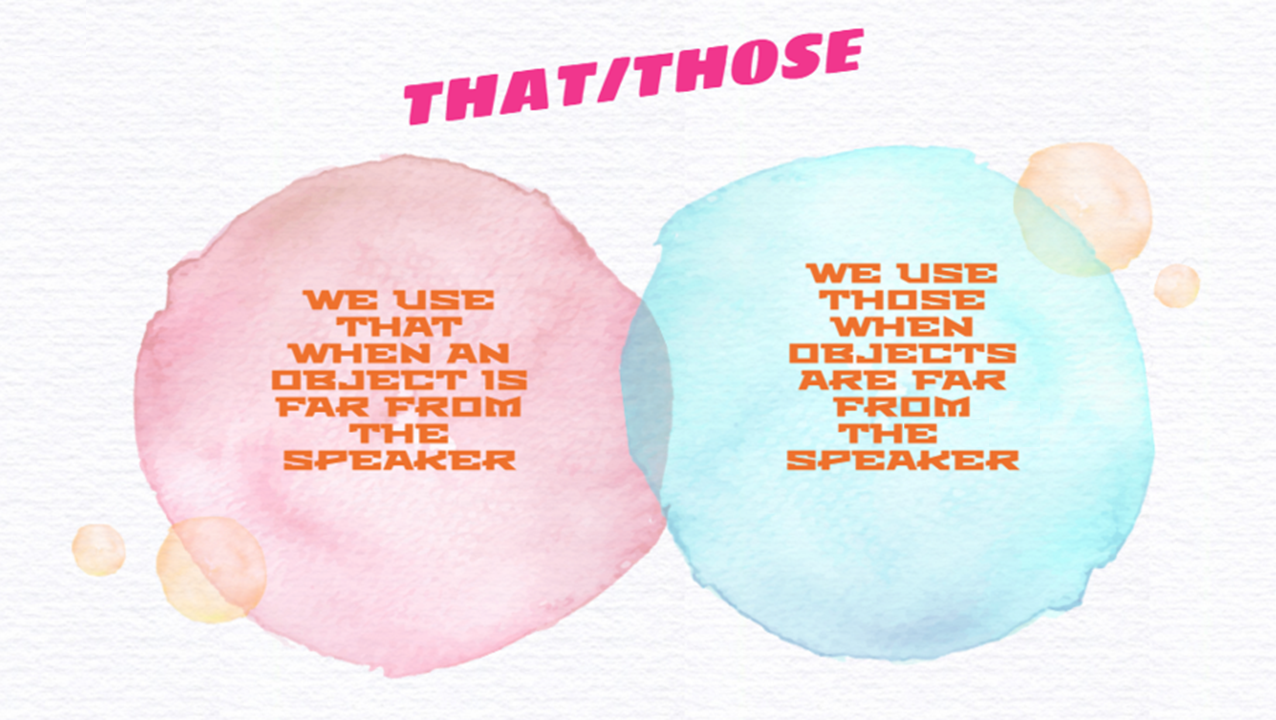 THAT/THOSE
WE USE
THAT
WHEN AN
OBJECT IS
FAR FROM
THE
SPEAKER
WE USE
THOSE
WHEN
OBJECTS
ARE FAR
FROM
THE
SPEAKER